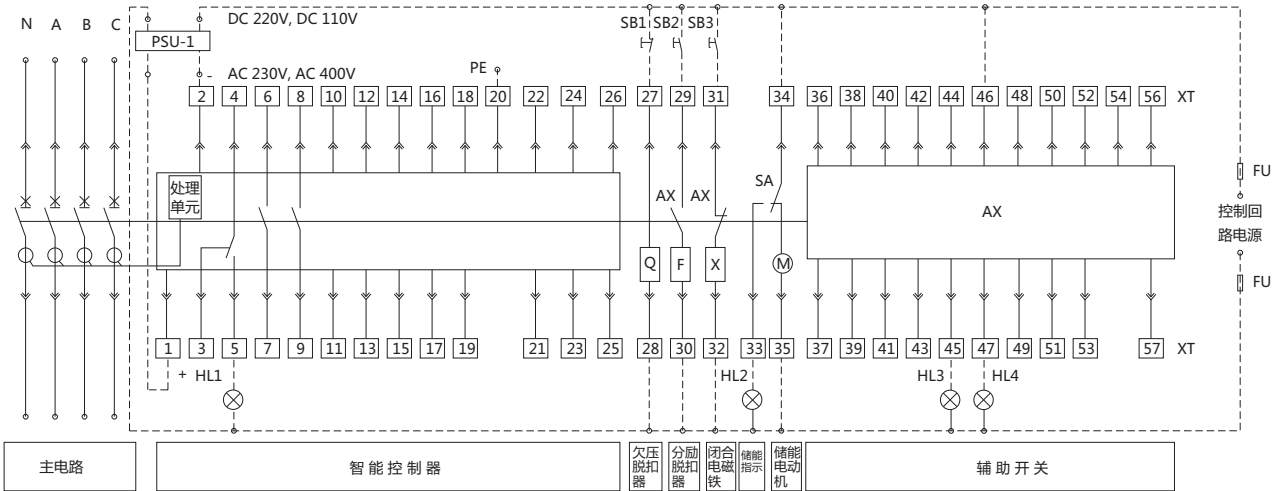 N A B C
DC 220V, DC 110V
SB1 SB2 SB3
PSU-1
- AC 230V, AC 400V
PE
2 4 6 8 10 12 14 16 18 20 22 24 26 27 29 31 34 36 38 40 42 44 46 48 50 52 54 56 XT
FU
处理
单元
AX AX SA AX
控制回
路电源
Q F X M
FU
1 3 5 7 9 11 13 15 17 19 21 23 25 28 30 32 33 35 37 39 41 43 45 47 49 51 53 57 XT
+ HL1 HL2 HL3 HL4
主电路
智能控制器
欠压
脱扣
器
分励
脱扣
器
闭合
电磁
铁
储能
指示
储能
电动
机
辅助开关